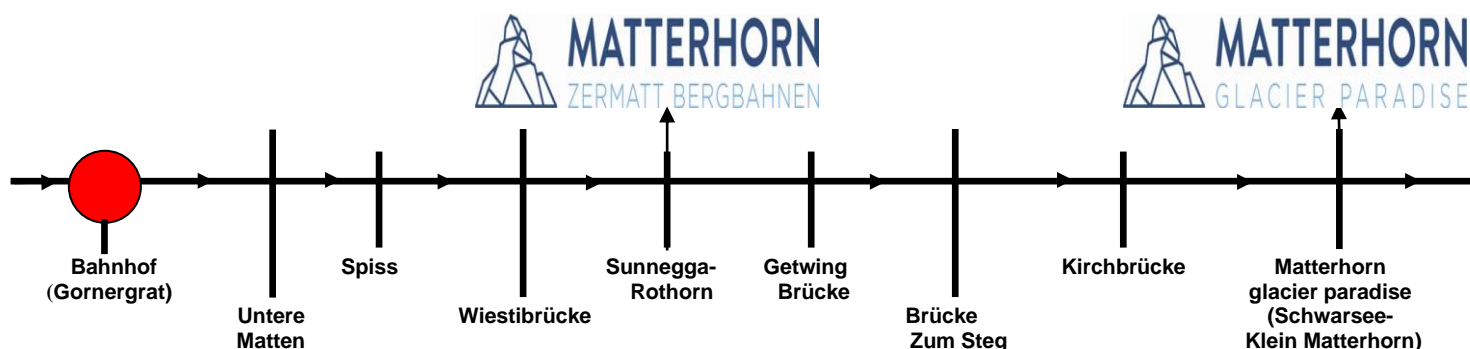 MATTERHORN
ZERMATT BERGBAHNEN
MATTERHORN
GLACIER PARADISE
Bahnhof
(Gornergrat)
Untere
Matten
Spiss
Wiestibrücke
Sunnegga-
Rothorn
Getwing
Brücke
Brücke
Zum Steg
Kirchbrücke
Matterhorn
glacier paradise
(Schwarsee-
Klein Matterhorn)